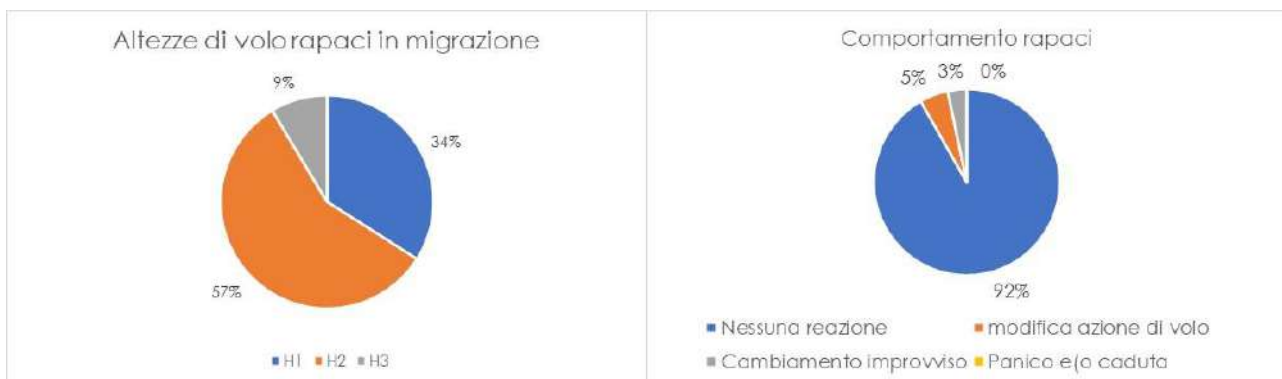 Altezze di volo rapaci in migrazione
9%
34%
57%
H1 H2 H3
Comportamento rapaci
5% 3% 0%
92%
Nessuna reazione modifica azione di volo
Cambiamento improvviso Panico e(o caduta